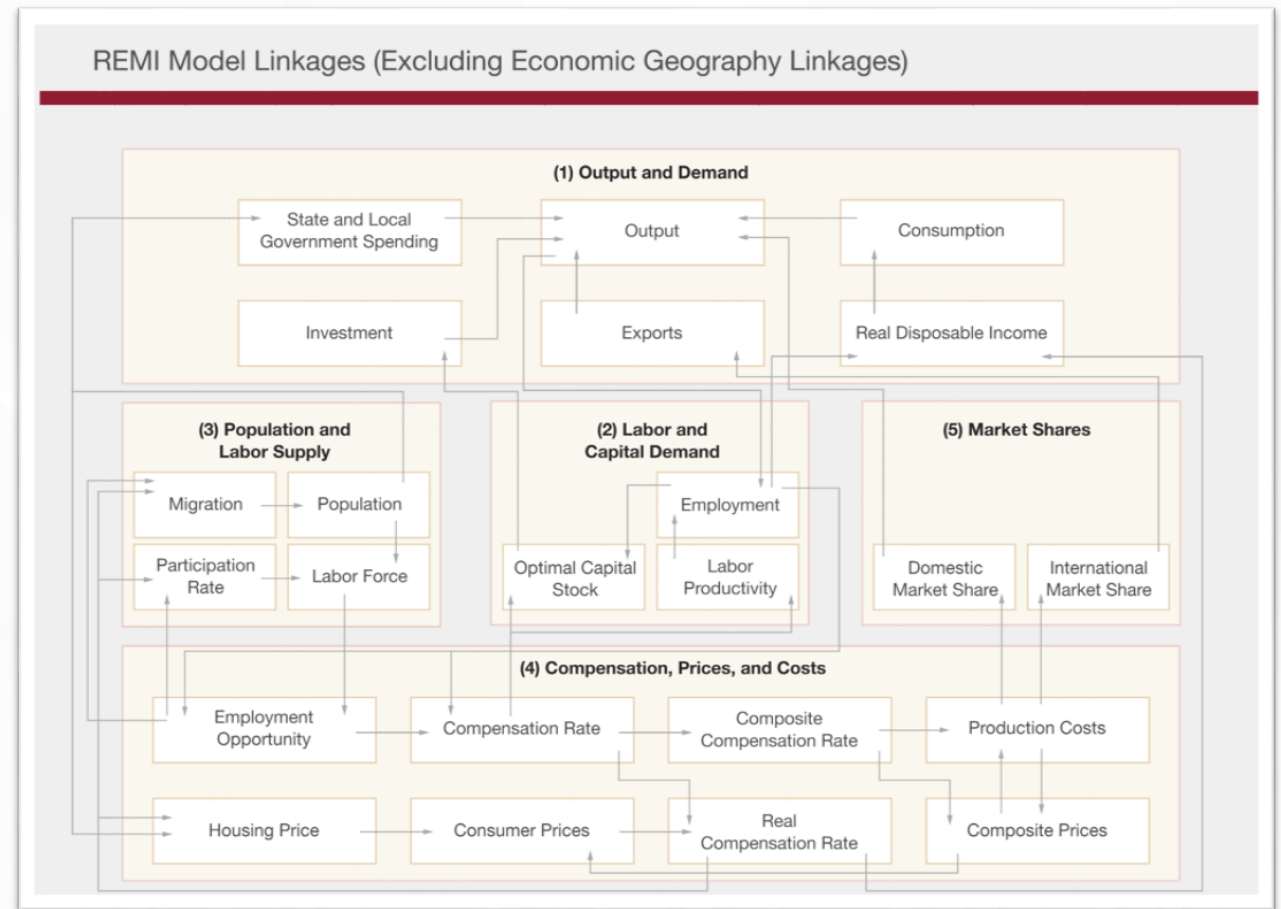 REMI Model Linkages (Excluding Economic Geography Linkages)
(1) Output and Demand
State and Local
Government Spending
Output
Consumption
Investment
Exports
Real Disposable Income
(3) Population and
Labor Supply
Migration
Population
Participation
Rate
Labor Force
(2) Labor and
Capital Demand
Employment
Optimal Capital
Stock
Labor
Productivity
(5) Market Shares
Domestic
Market Share
International
Market Share
(4) Compensation, Prices, and Costs
Employment
Opportunity
Compensation Rate
Composite
Compensation Rate
Production Costs
Housing Price
Consumer Prices
Real
Compensation Rate
Composite Prices